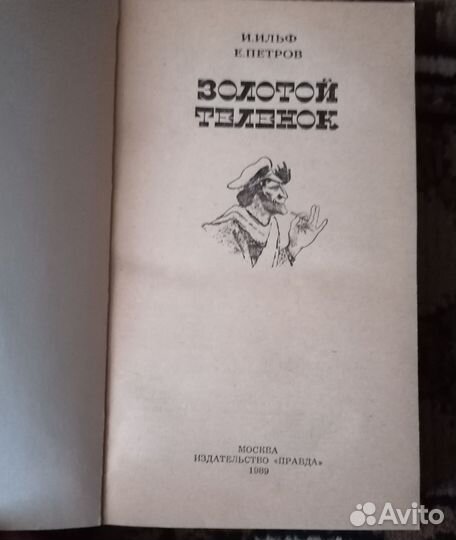 И. ИЛЬФ
Е. ПЕТРОВ
ЗОЛОТОЙ
ТЕЛЕНОК
МОСКВА
ИЗДАТЕЛЬСТВО «ПРАВДА»
1989
Avito